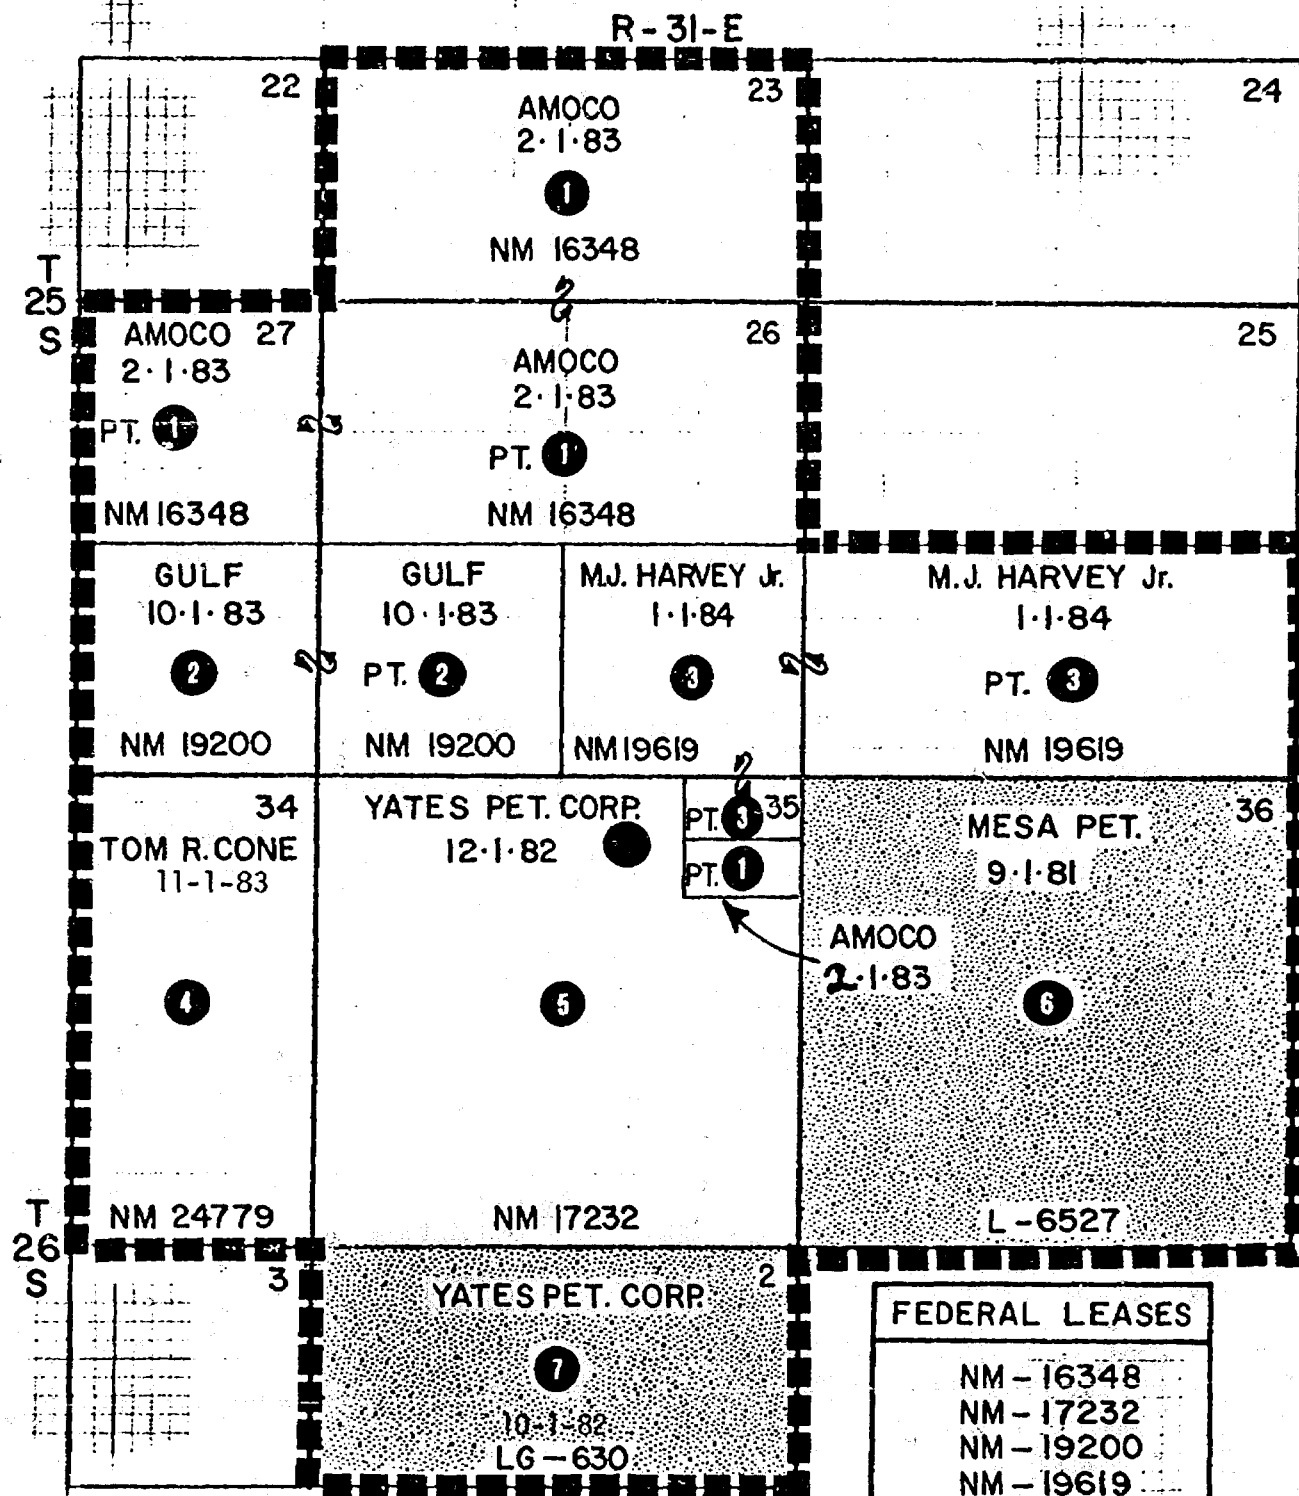 R-31-E
22
23
24
AMOCO
2·1·83
1
NM 16348
T
25
S
AMOCO 27
2·1·83
PT. 1
NM 16348
26
AMOCO
2·1·83
PT. 1
NM 16348
25
GULF
10·1·83
2
NM 19200
GULF
10·1·83
PT. 2
NM 19200
M.J. HARVEY Jr.
1·1·84
3
NM 19619
M.J. HARVEY Jr.
1·1·84
PT. 3
NM 19619
34
TOM R. CONE
11-1-83
4
NM 24779
YATES PET. CORP.
12·1·82
5
NM 17232
35
PT. 3
PT. 1
AMOCO
2·1·83
36
MESA PET.
9·1·81
6
L-6527
T
26
S
3
2
YATES PET. CORP.
7
10-1-82
LG-630
FEDERAL LEASES
NM-16348
NM-17232
NM-19200
NM-19619